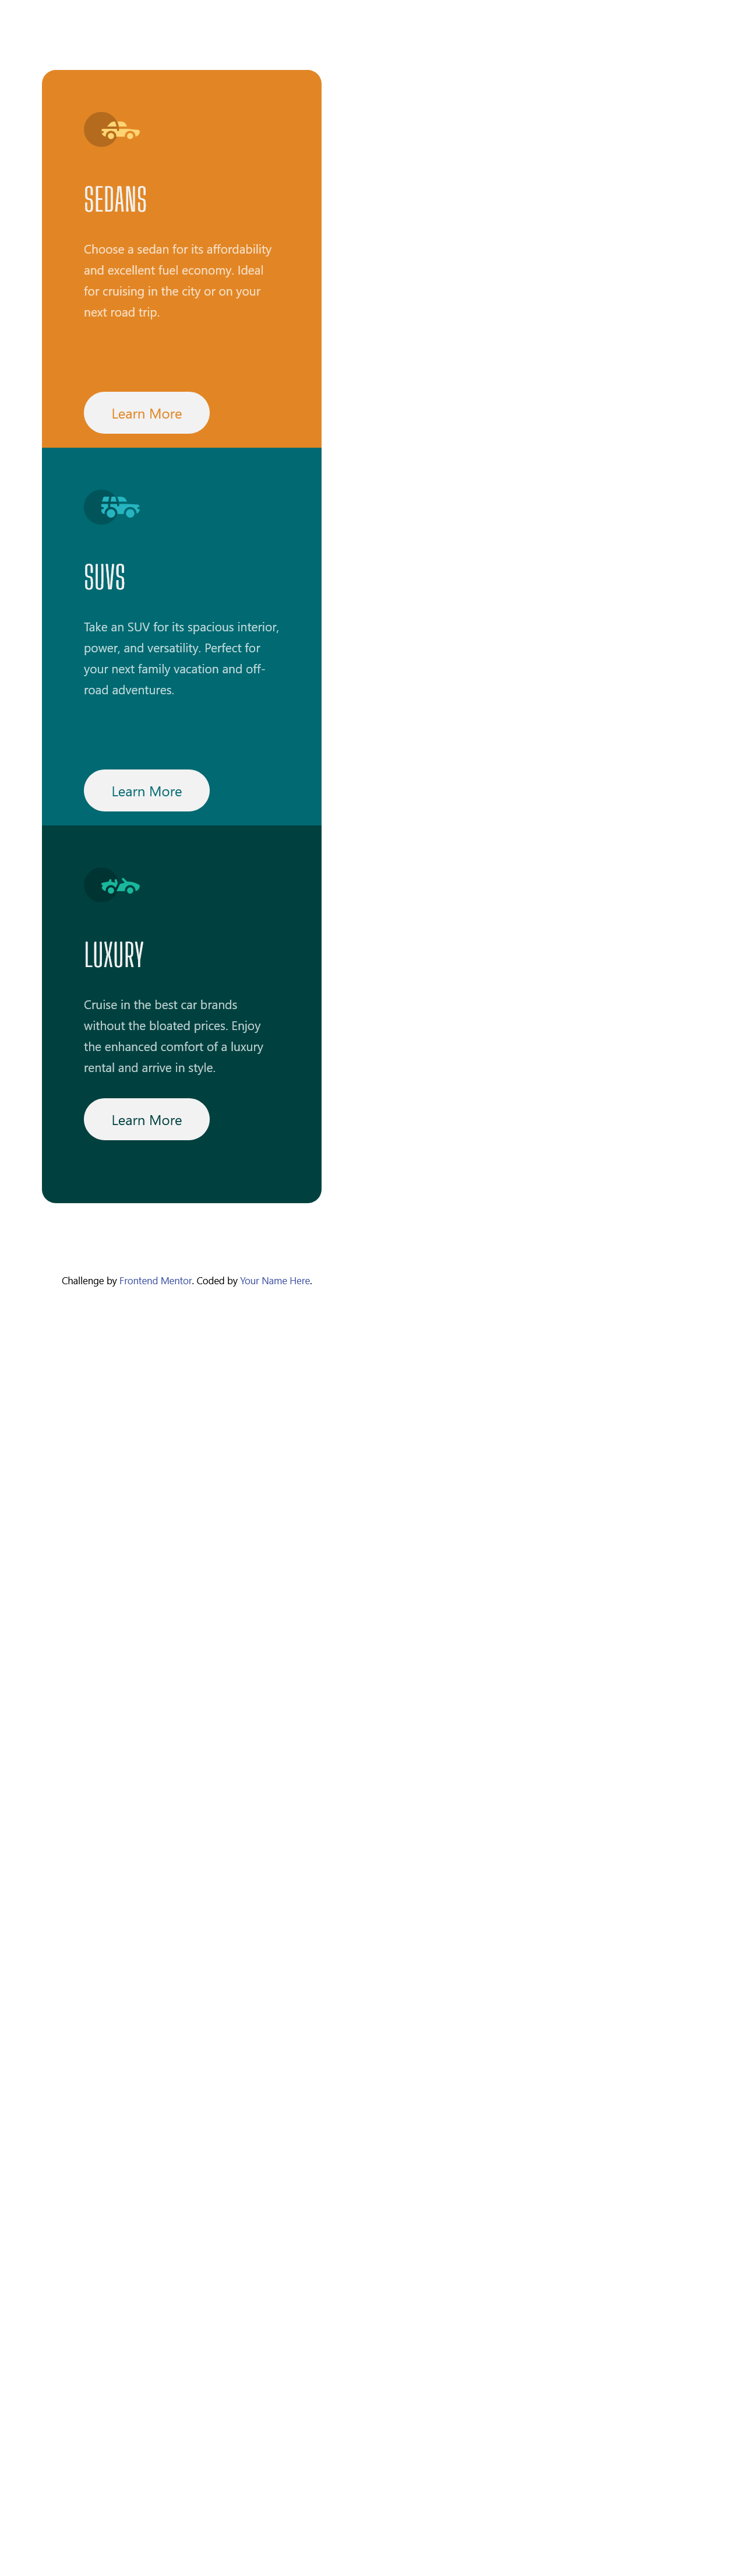 SEDANS
Choose a sedan for its affordability
and excellent fuel economy. Ideal
for cruising in the city or on your
next road trip.
Learn More
SUVS
Take an SUV for its spacious interior,
power, and versatility. Perfect for
your next family vacation and off-
road adventures.
Learn More
LUXURY
Cruise in the best car brands
without the bloated prices. Enjoy
the enhanced comfort of a luxury
rental and arrive in style.
Learn More
Challenge by Frontend Mentor. Coded by Your Name Here.